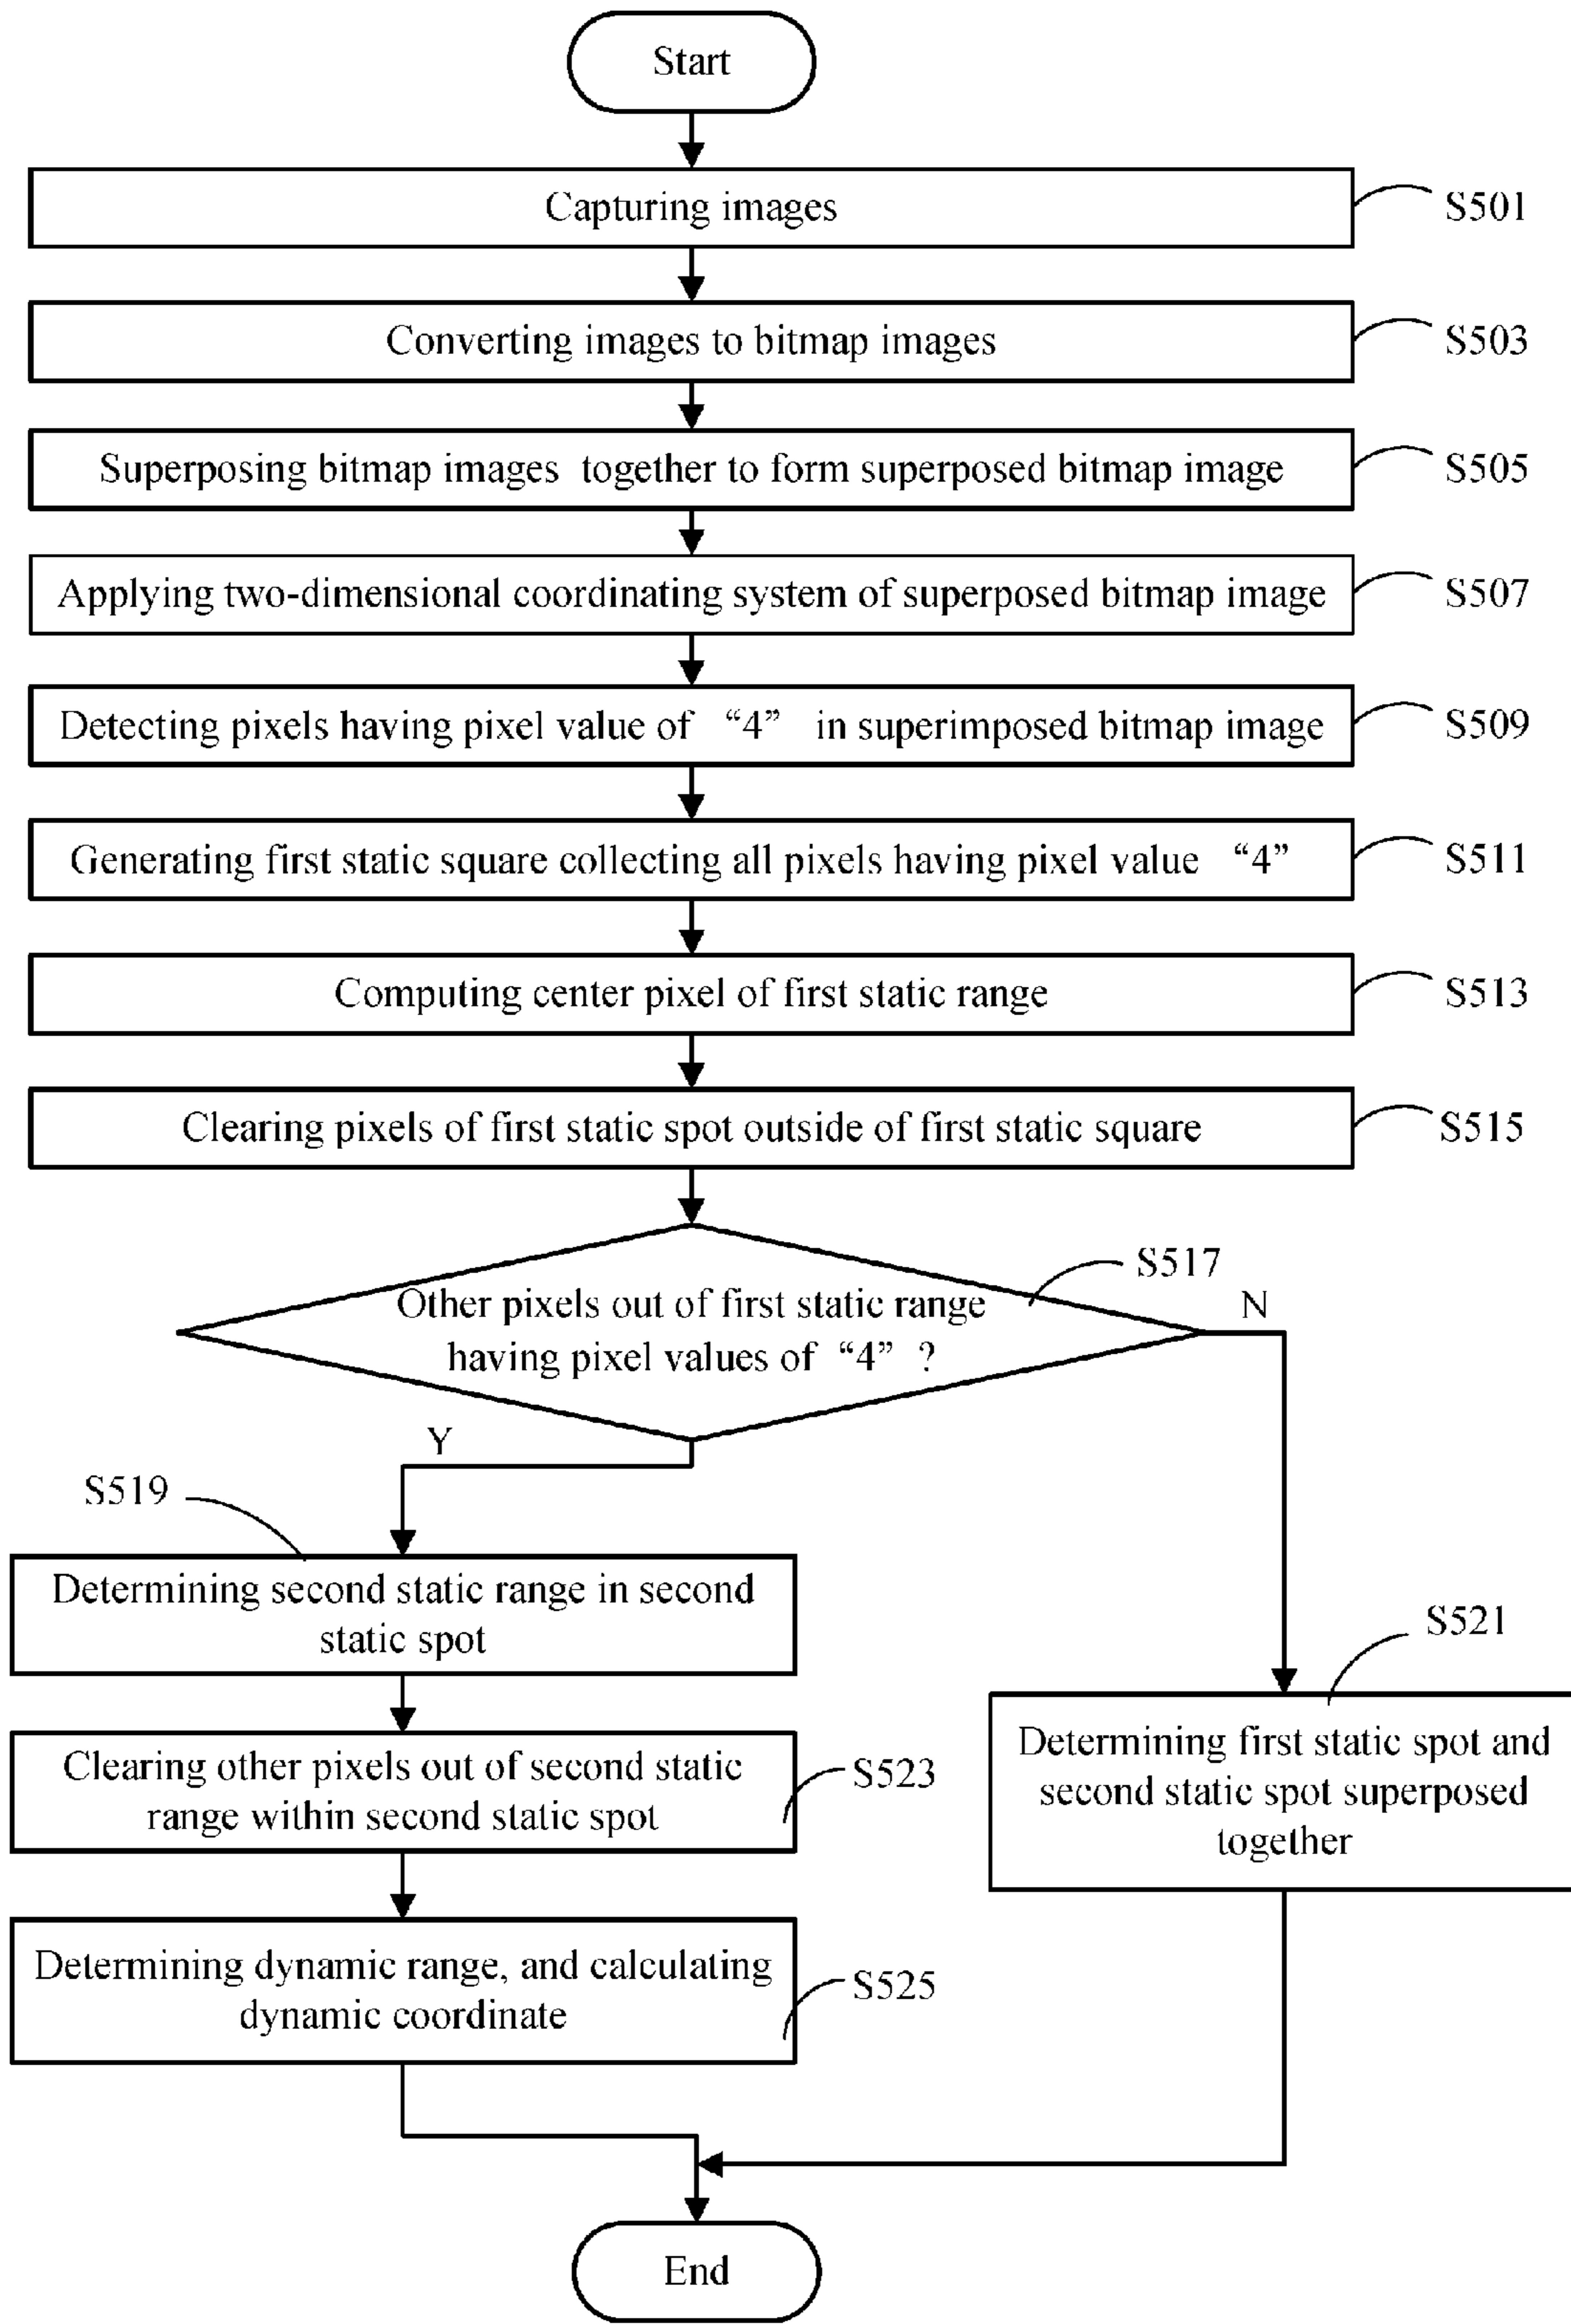 Start
Capturing images
S501
Converting images to bitmap images
S503
Superposing bitmap images together to form superposed bitmap image
S505
Applying two-dimensional coordinating system of superposed bitmap image
S507
Detecting pixels having pixel value of “4” in superimposed bitmap image
S509
Generating first static square collecting all pixels having pixel value “4”
S511
Computing center pixel of first static range
S513
Clearing pixels of first static spot outside of first static square
S515
S517
Other pixels out of first static range
having pixel values of “4” ?
N
Y
S519
Determining second static range in second
static spot
S521
Determining first static spot and
second static spot superposed
together
Clearing other pixels out of second static
range within second static spot
S523
Determining dynamic range, and calculating
dynamic coordinate
S525
End